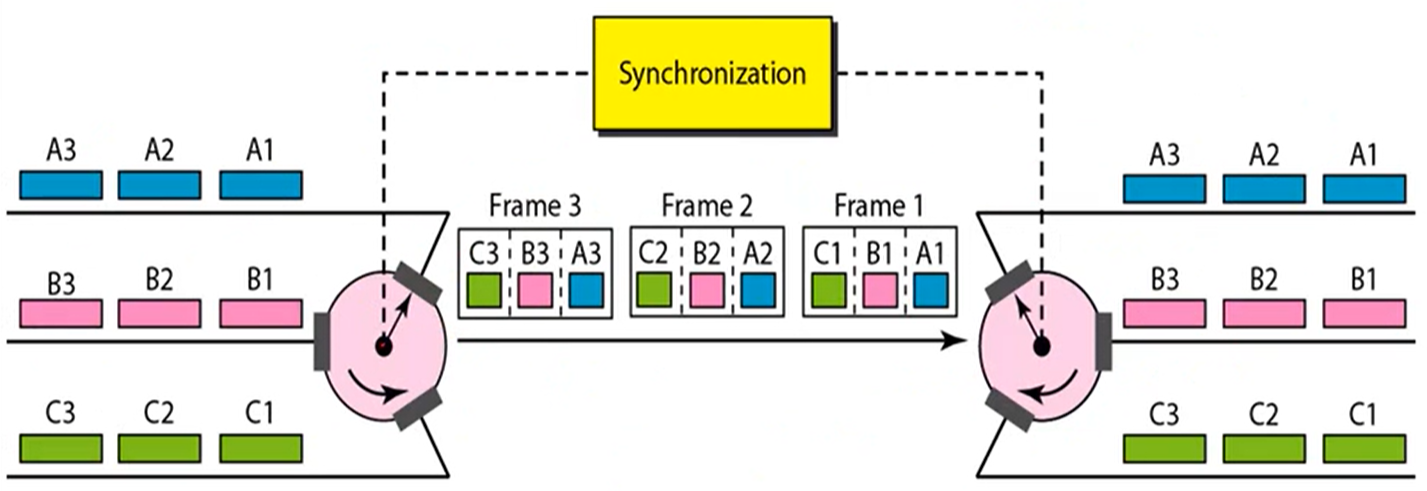 Synchronization
A3 A2 A1
A3 A2 A1
Frame 3 Frame 2 Frame 1
C3 B3 A3 C2 B2 A2 C1 B1 A1
B3 B2 B1
B3 B2 B1
C3 C2 C1
C3 C2 C1